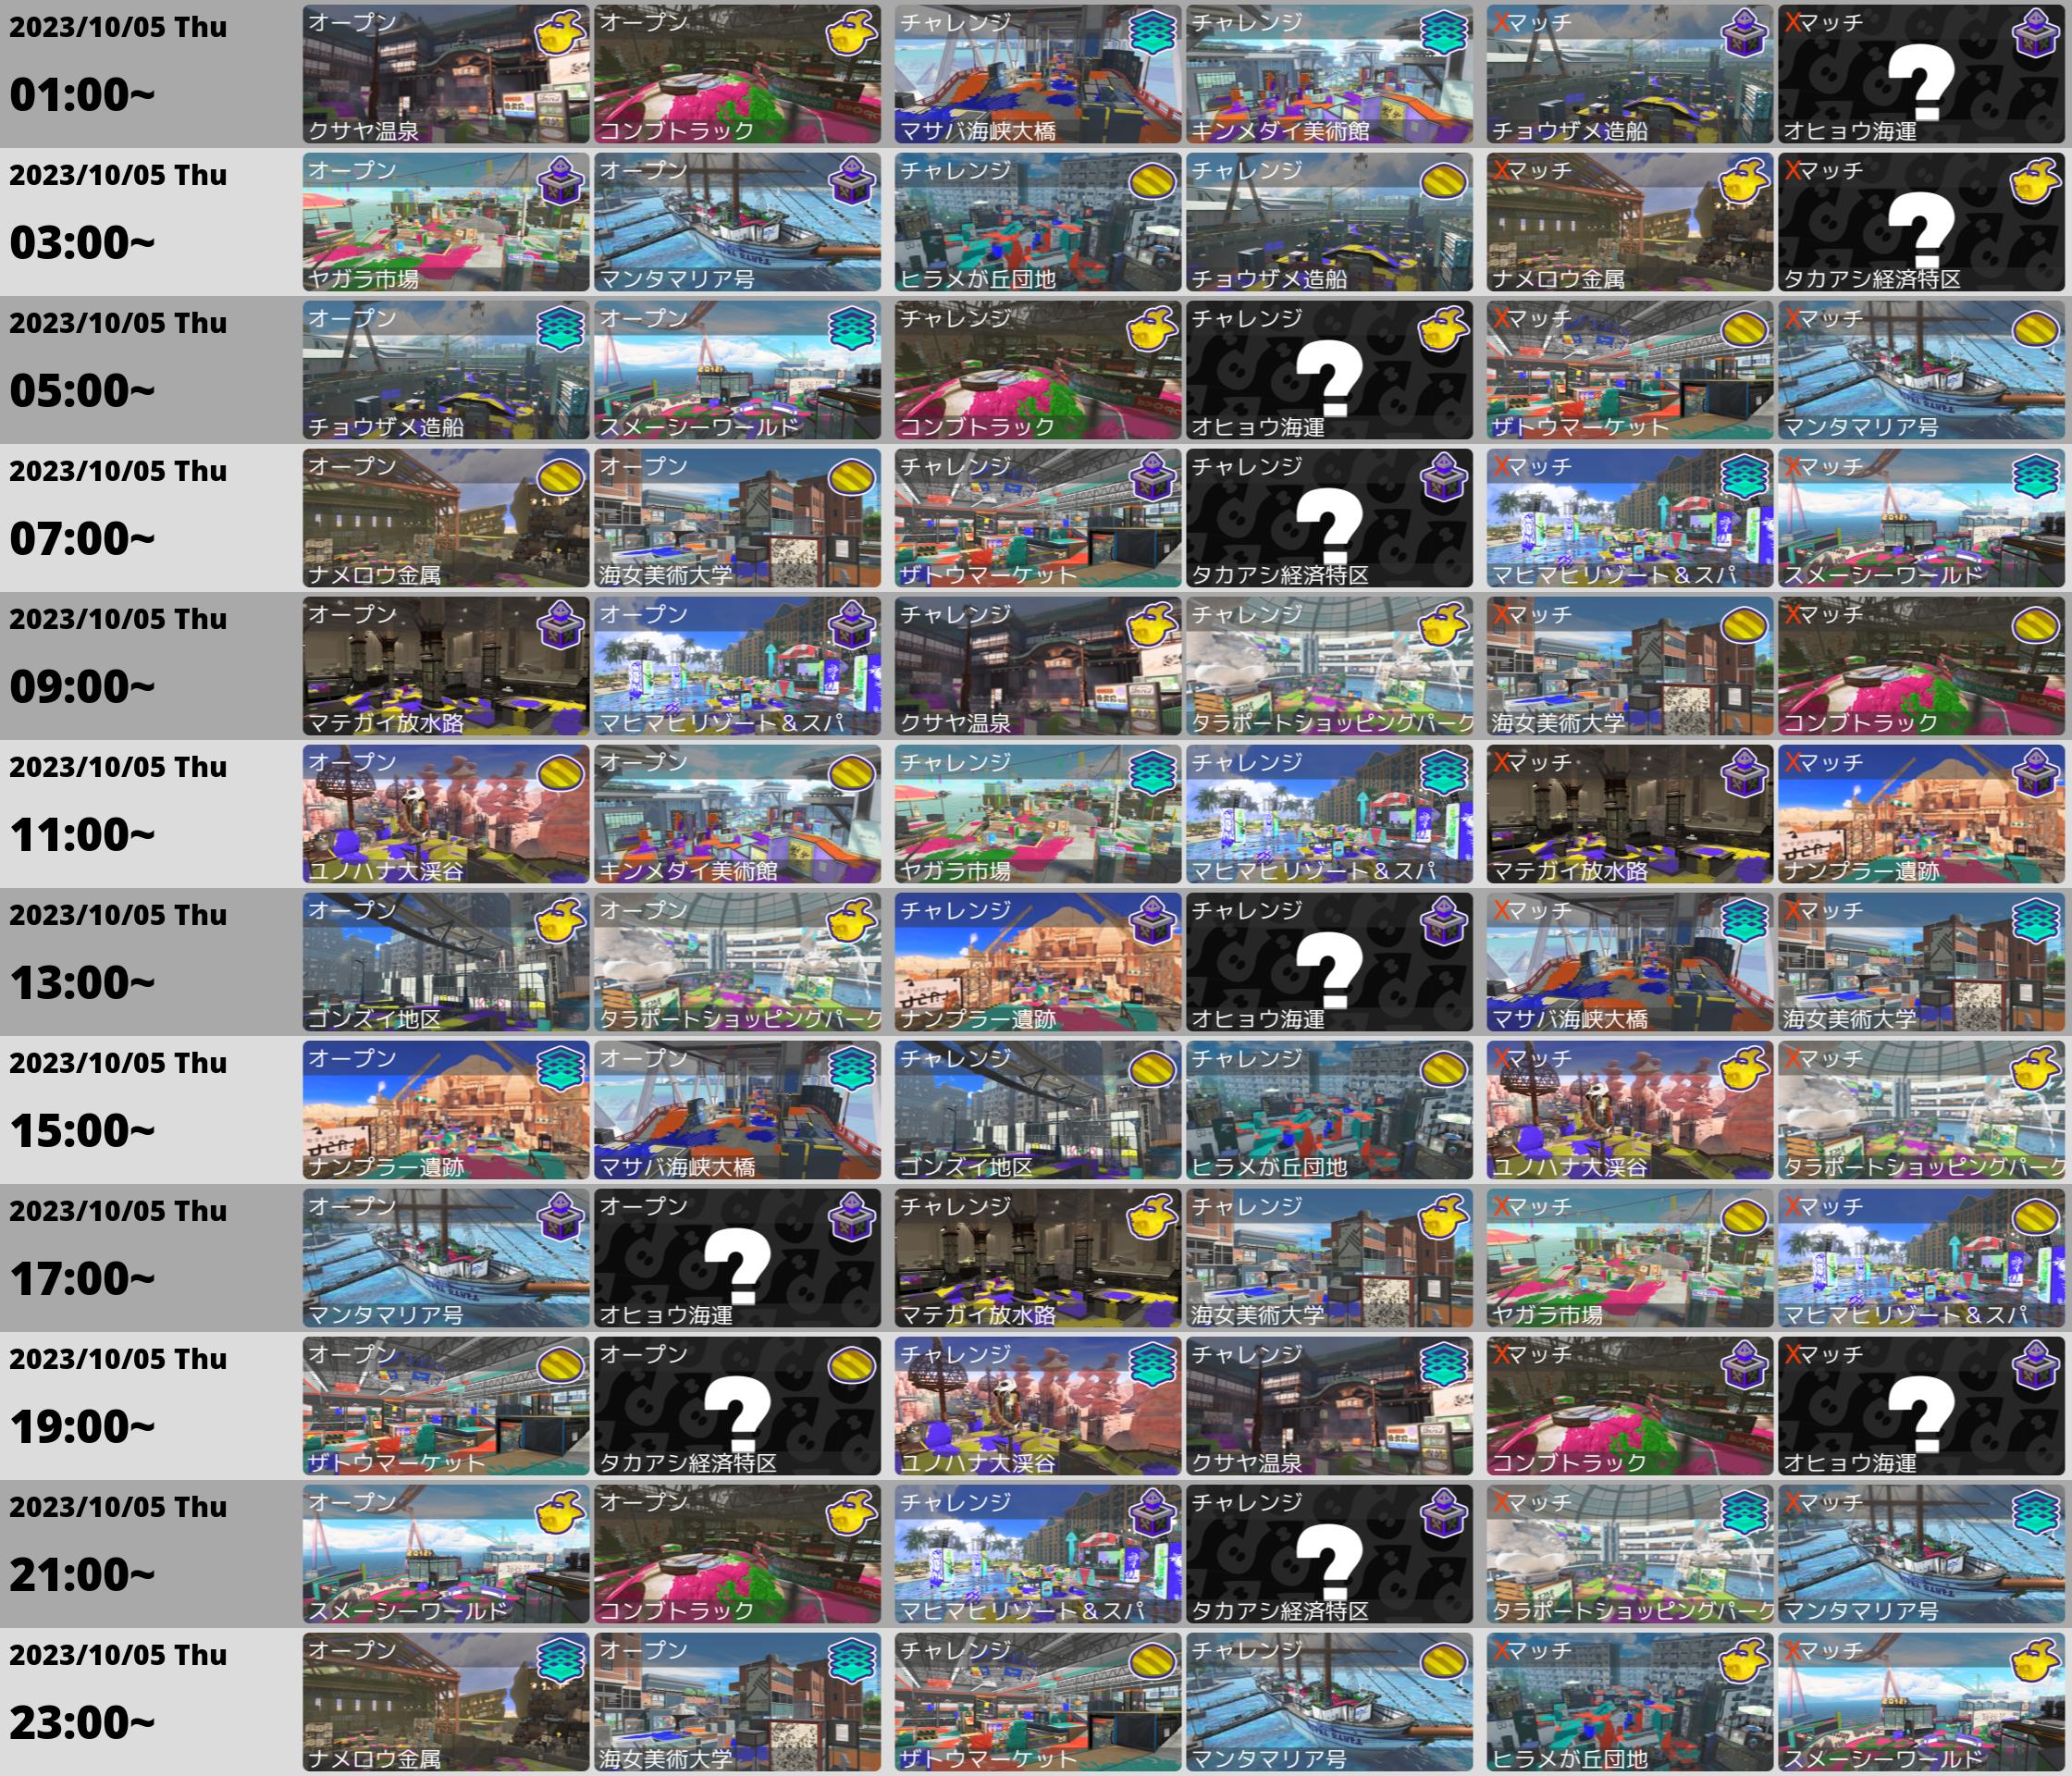 2023/10/05 Thu
01:00~
オープン
クサヤ温泉
オープン
コンブトラック
チャレンジ
マサバ海峡大橋
チャレンジ
キンメダイ美術館
Xマッチ
チョウザメ造船
Xマッチ
?
オヒョウ海運
2023/10/05 Thu
03:00~
オープン
ヤガラ市場
オープン
マンタマリア号
チャレンジ
ヒラメが丘団地
チャレンジ
チョウザメ造船
Xマッチ
ナメロウ金属
Xマッチ
?
タカアシ経済特区
2023/10/05 Thu
05:00~
オープン
チョウザメ造船
オープン
スメーシーワールド
チャレンジ
コンブトラック
チャレンジ
?
オヒョウ海運
Xマッチ
ザトウマーケット
Xマッチ
マンタマリア号
2023/10/05 Thu
07:00~
オープン
ナメロウ金属
オープン
海女美術大学
チャレンジ
ザトウマーケット
チャレンジ
?
タカアシ経済特区
Xマッチ
マヒマヒリゾート＆スパ
Xマッチ
スメーシーワールド
2023/10/05 Thu
09:00~
オープン
マテガイ放水路
オープン
マヒマヒリゾート＆スパ
チャレンジ
クサヤ温泉
チャレンジ
タラポートショッピングパーク
Xマッチ
海女美術大学
Xマッチ
コンブトラック
2023/10/05 Thu
11:00~
オープン
ユノハナ大渓谷
オープン
キンメダイ美術館
チャレンジ
ヤガラ市場
チャレンジ
マヒマヒリゾート＆スパ
Xマッチ
マテガイ放水路
Xマッチ
ナンプラー遺跡
2023/10/05 Thu
13:00~
オープン
ゴンズイ地区
オープン
タラポートショッピングパーク
チャレンジ
ナンプラー遺跡
チャレンジ
?
オヒョウ海運
Xマッチ
マサバ海峡大橋
Xマッチ
海女美術大学
2023/10/05 Thu
15:00~
オープン
ナンプラー遺跡
オープン
マサバ海峡大橋
チャレンジ
ゴンズイ地区
チャレンジ
ヒラメが丘団地
Xマッチ
ユノハナ大渓谷
Xマッチ
タラポートショッピングパーク
2023/10/05 Thu
17:00~
オープン
マンタマリア号
オープン
?
オヒョウ海運
チャレンジ
マテガイ放水路
チャレンジ
海女美術大学
Xマッチ
ヤガラ市場
Xマッチ
マヒマヒリゾート＆スパ
2023/10/05 Thu
19:00~
オープン
ザトウマーケット
オープン
?
タカアシ経済特区
チャレンジ
ユノハナ大渓谷
チャレンジ
クサヤ温泉
Xマッチ
コンブトラック
Xマッチ
?
オヒョウ海運
2023/10/05 Thu
21:00~
オープン
スメーシーワールド
オープン
コンブトラック
チャレンジ
マヒマヒリゾート＆スパ
チャレンジ
?
タカアシ経済特区
Xマッチ
タラポートショッピングパーク
Xマッチ
マンタマリア号
2023/10/05 Thu
23:00~
オープン
ナメロウ金属
オープン
海女美術大学
チャレンジ
ザトウマーケット
チャレンジ
マンタマリア号
Xマッチ
ヒラメが丘団地
Xマッチ
スメーシーワールド